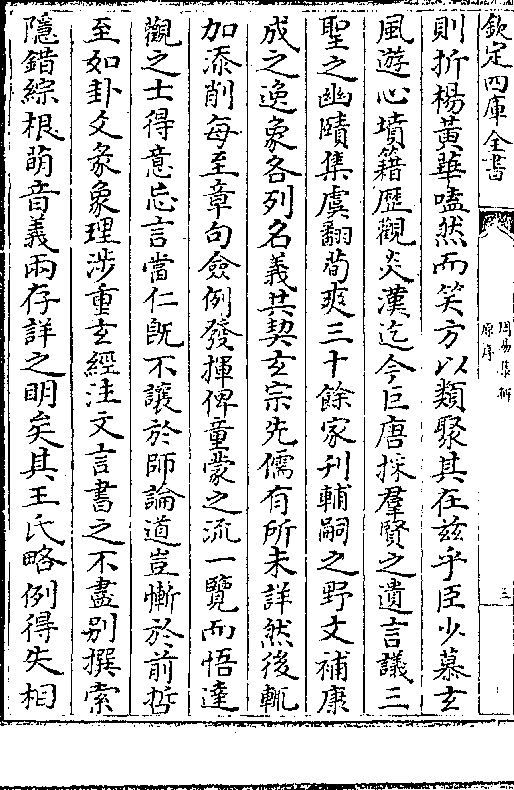 欽定四庫全書
周易集解
原序
三
則折楊黃華嗑然而笑方以類聚其在兹乎臣少慕玄
風遊心墳籍歷觀炎漢迄今巨唐採羣賢之遺言議三
聖之幽賾集虞翻荀爽三十餘家刋輔嗣之野文補康
成之逸象各列名義共契玄宗先儒有所未詳然後輒
加添削每至章句僉例發揮俾童蒙之流一覽而悟達
觀之士得意忘言當仁既不讓於師論道豈慚於前哲
至如卦爻彖象理涉重玄經注文言書之不盡别撰索
隱錯綜根萌音義兩存詳之明矣其王氏略例得失相